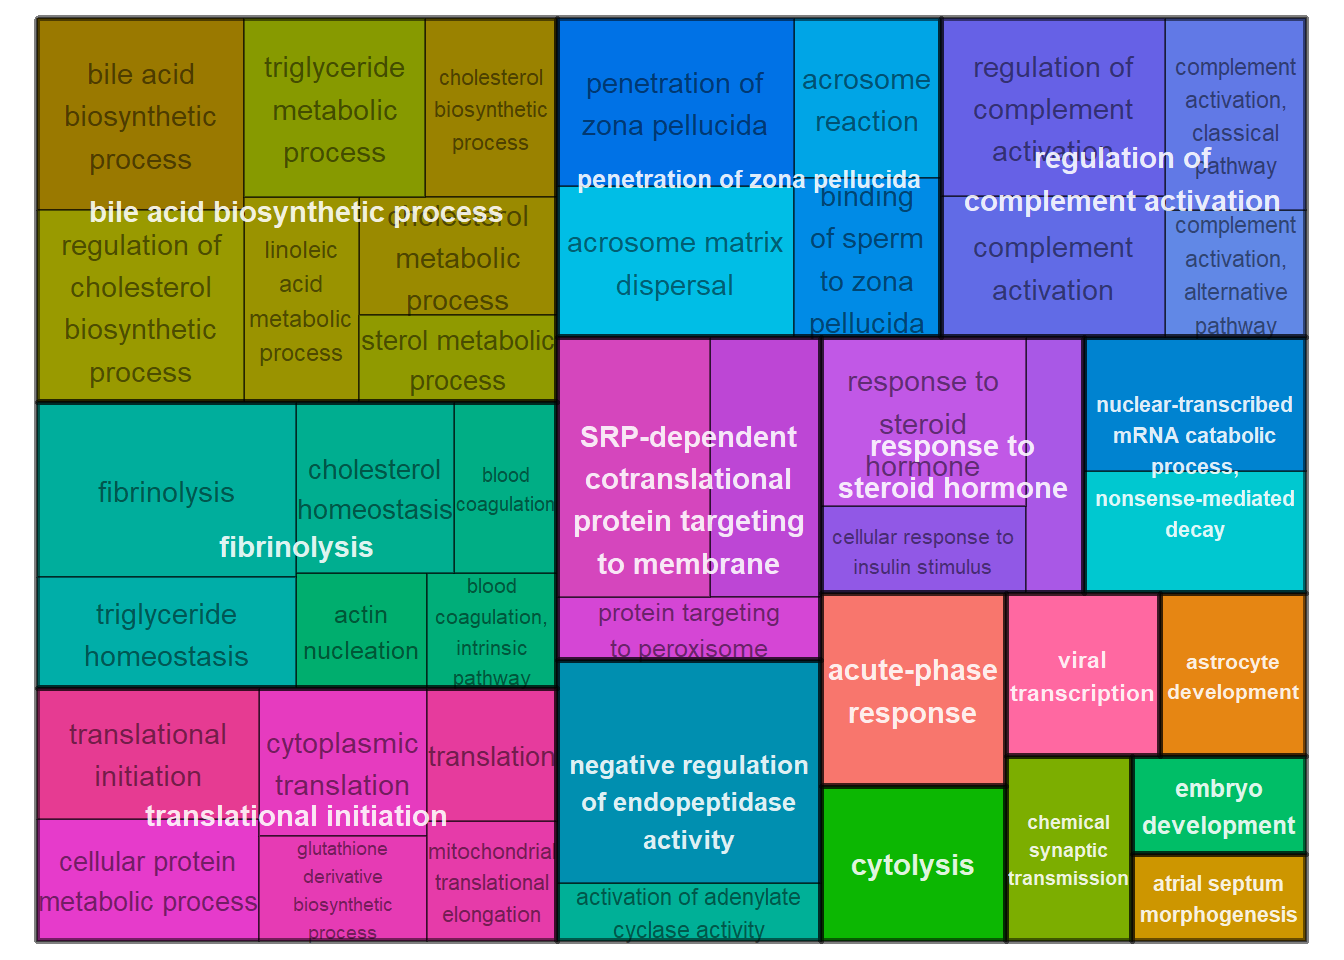 bile acid
biosynthetic
process
triglyceride
metabolic
process
cholesterol
biosynthetic
process
bile acid biosynthetic process
regulation of
cholesterol
biosynthetic
process
linoleic
acid
metabolic
process
cholesterol
metabolic
process
sterol metabolic
process
penetration of
zona pellucida
acrosome
reaction
penetration of zona pellucida
acrosome matrix
dispersal
binding
of sperm
to zona
pellucida
regulation of
complement
activation
complement
activation,
classical
pathway
regulation of
complement activation
complement
activation
complement
activation,
alternative
pathway
fibrinolysis
cholesterol
homeostasis
blood
coagulation
fibrinolysis
triglyceride
homeostasis
actin
nucleation
blood
coagulation,
intrinsic
pathway
SRP-dependent
cotranslational
protein targeting
to membrane
protein targeting
to peroxisome
response to
steroid
hormone
response to
steroid hormone
cellular response to
insulin stimulus
nuclear-transcribed
mRNA catabolic
process,
nonsense-mediated
decay
translational
initiation
cytoplasmic
translation
translation
translational initiation
cellular protein
metabolic process
glutathione
derivative
biosynthetic
process
mitochondrial
translational
elongation
negative regulation
of endopeptidase
activity
activation of adenylate
cyclase activity
acute-phase
response
viral
transcription
astrocyte
development
cytolysis
chemical
synaptic
transmission
embryo
development
atrial septum
morphogenesis